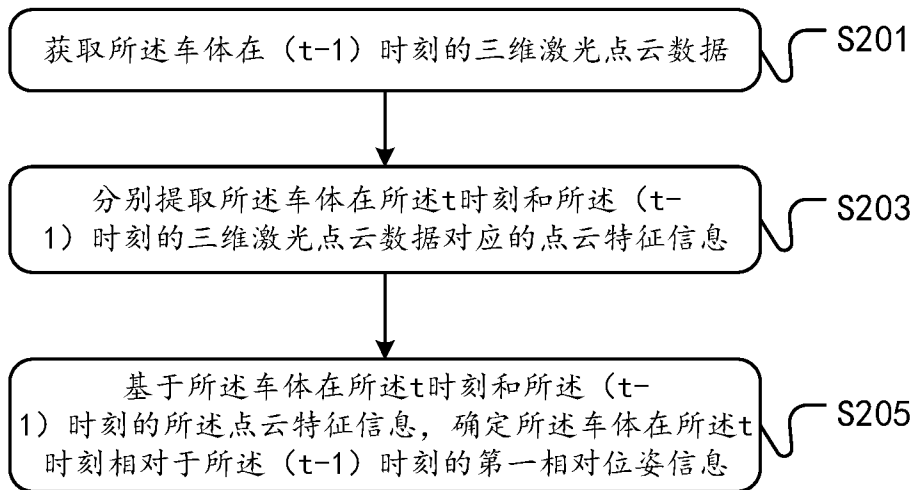 获取所述车体在（t-1）时刻的三维激光点云数据
S201
分别提取所述车体在所述t时刻和所述（t-
1）时刻的三维激光点云数据对应的点云特征信息
S203
基于所述车体在所述t时刻和所述（t-
1）时刻的所述点云特征信息，确定所述车体在所述t
时刻相对于所述（t-1）时刻的第一相对位姿信息
S205